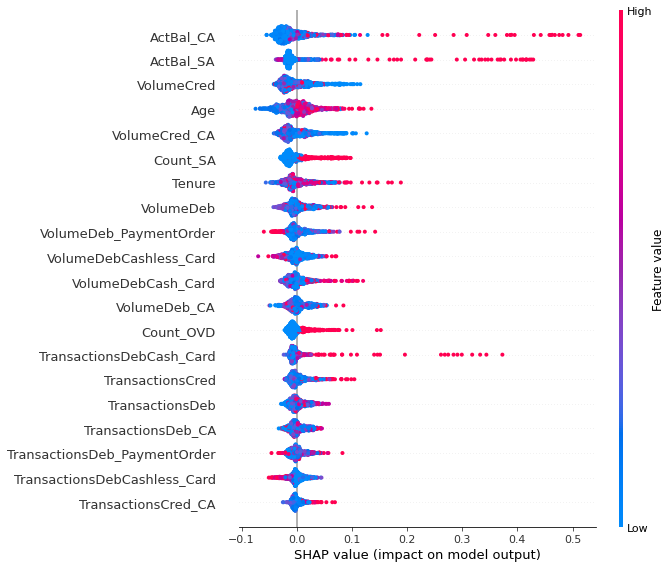 High
ActBal_CA
ActBal_SA
VolumeCred
Age
VolumeCred_CA
Count_SA
Tenure
VolumeDeb
VolumeDeb_PaymentOrder
VolumeDebCashless_Card
VolumeDebCash_Card
VolumeDeb_CA
Count_OVD
TransactionsDebCash_Card
TransactionsCred
TransactionsDeb
TransactionsDeb_CA
TransactionsDeb_PaymentOrder
TransactionsDebCashless_Card
TransactionsCred_CA
Feature value
Low
−0.1 0.0 0.1 0.2 0.3 0.4 0.5
SHAP value (impact on model output)